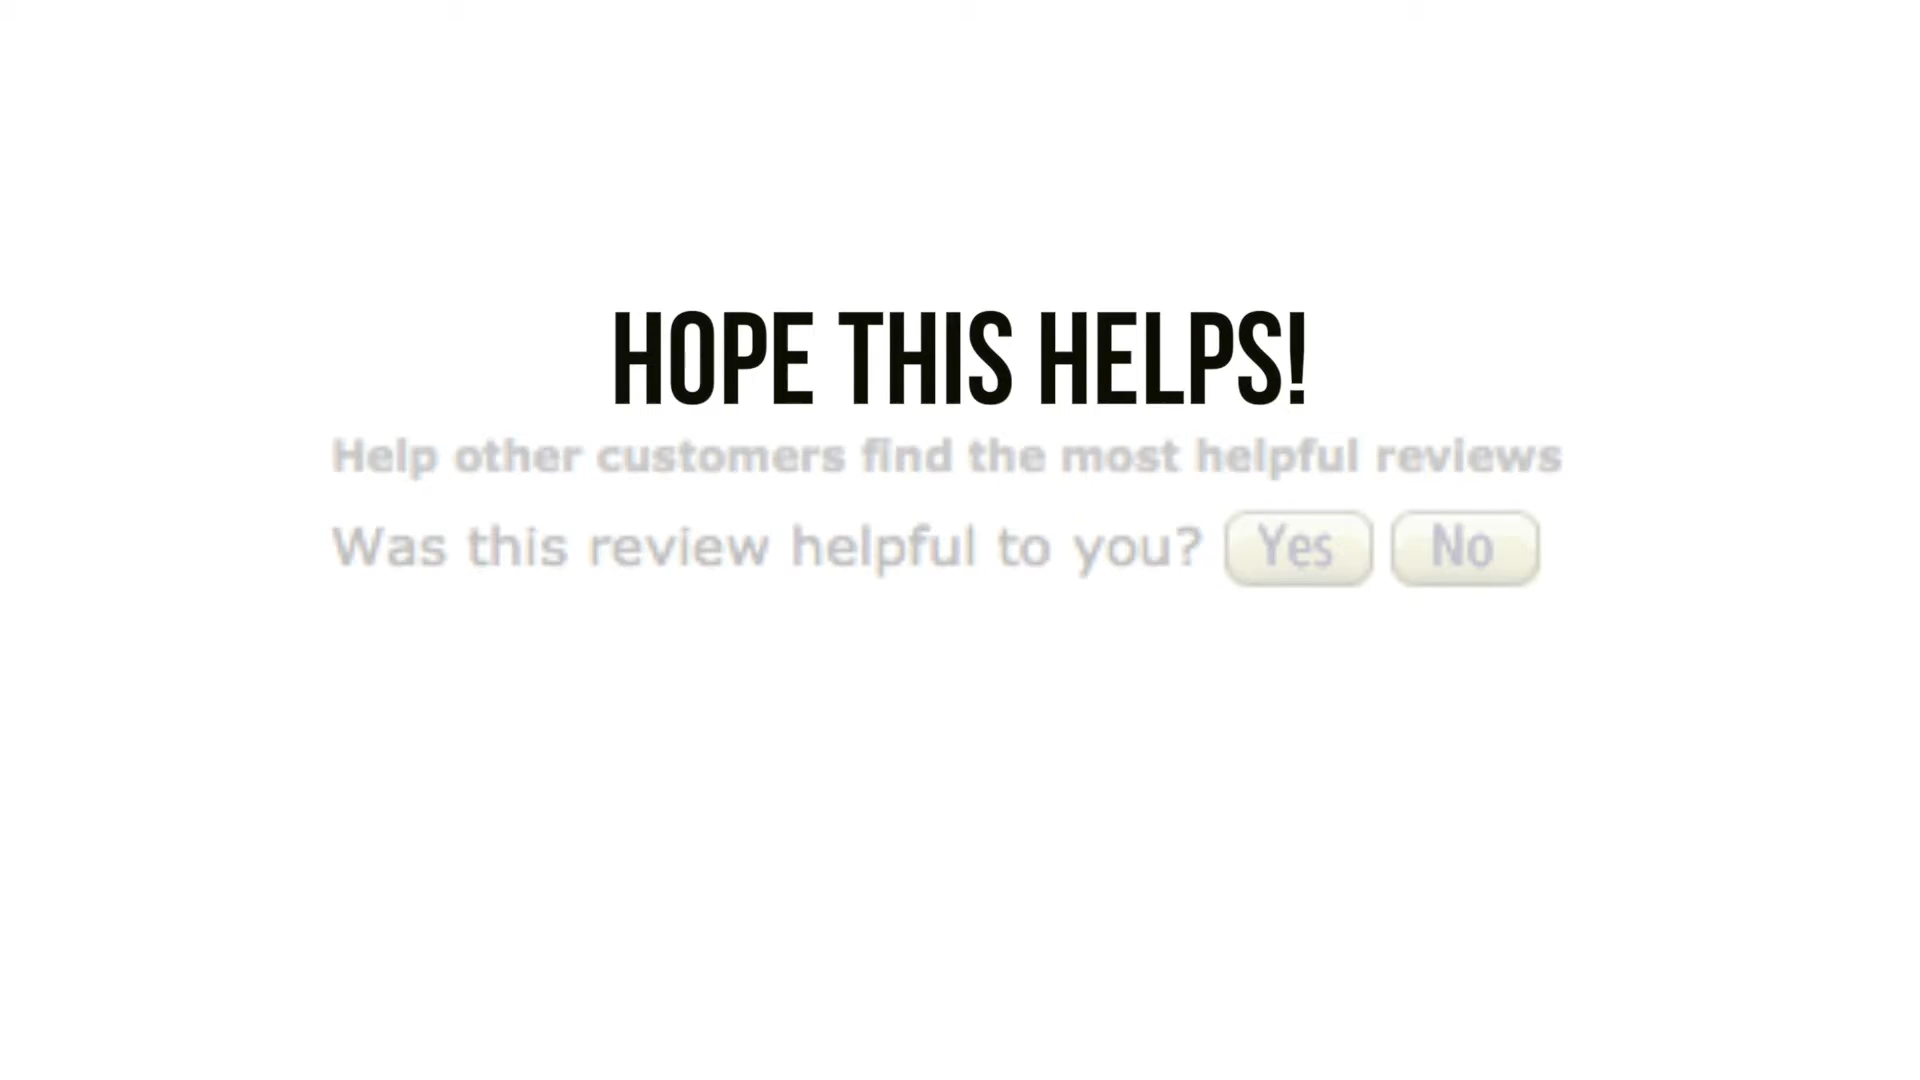 HOPE THIS HELPS!
Help other customers find the most helpful reviews
Was this review helpful to you? Yes No